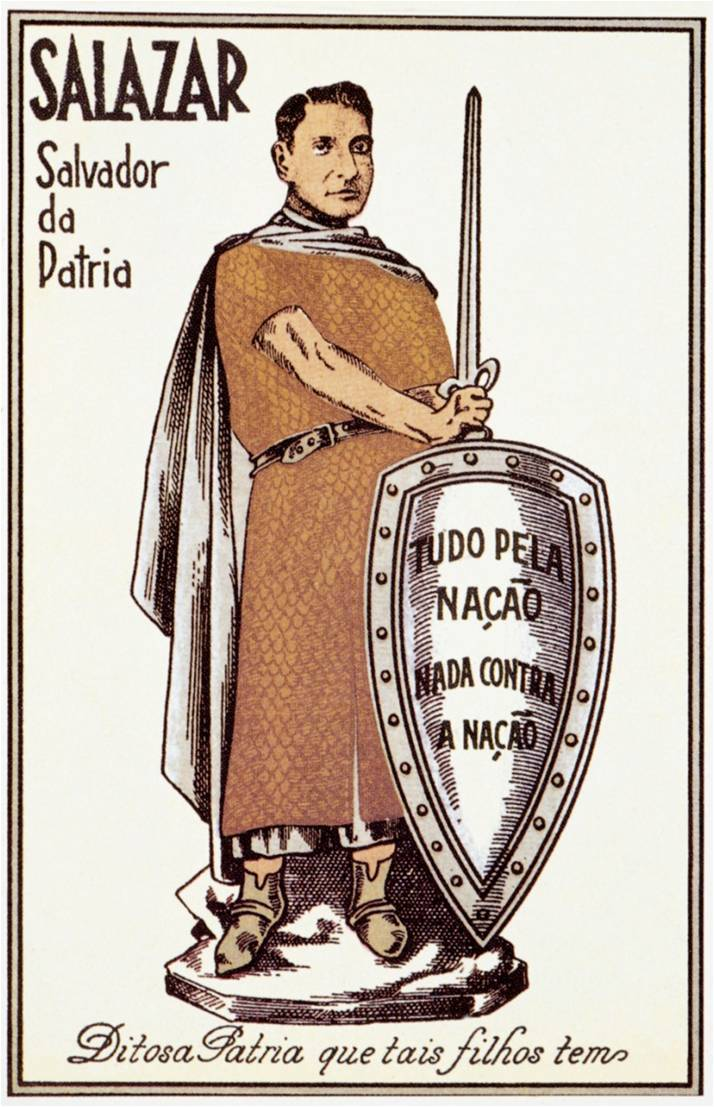 SALAZAR
Salvador
da
Patria
TUDO PELA
NAÇÃO
NADA CONTRA
A NAÇÃO
Ditosa Patria que tais filhos tem